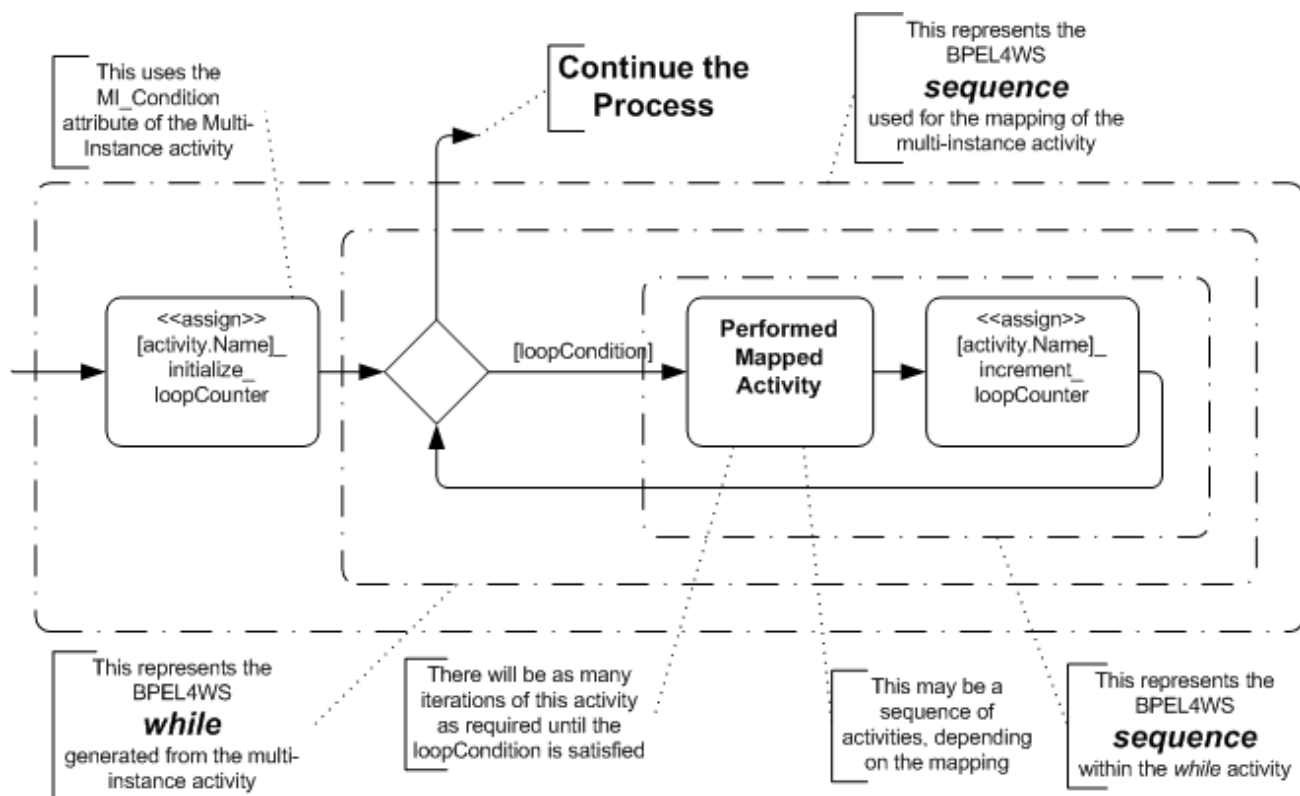 This uses the
MI_Condition
attribute of the Multi-
Instance activity
Continue the
Process
This represents the
BPEL4WS
sequence
used for the mapping of the
multi-instance activity
<<assign>>
[activity.Name]_
initialize_
loopCounter
[loopCondition]
Performed
Mapped
Activity
<<assign>>
[activity.Name]_
increment_
loopCounter
This represents the
BPEL4WS
while
generated from the multi-
instance activity
There will be as many
iterations of this activity
as required until the
loopCondition is satisfied
This may be a
sequence of
activities, depending
on the mapping
This represents the
BPEL4WS
sequence
within the while activity